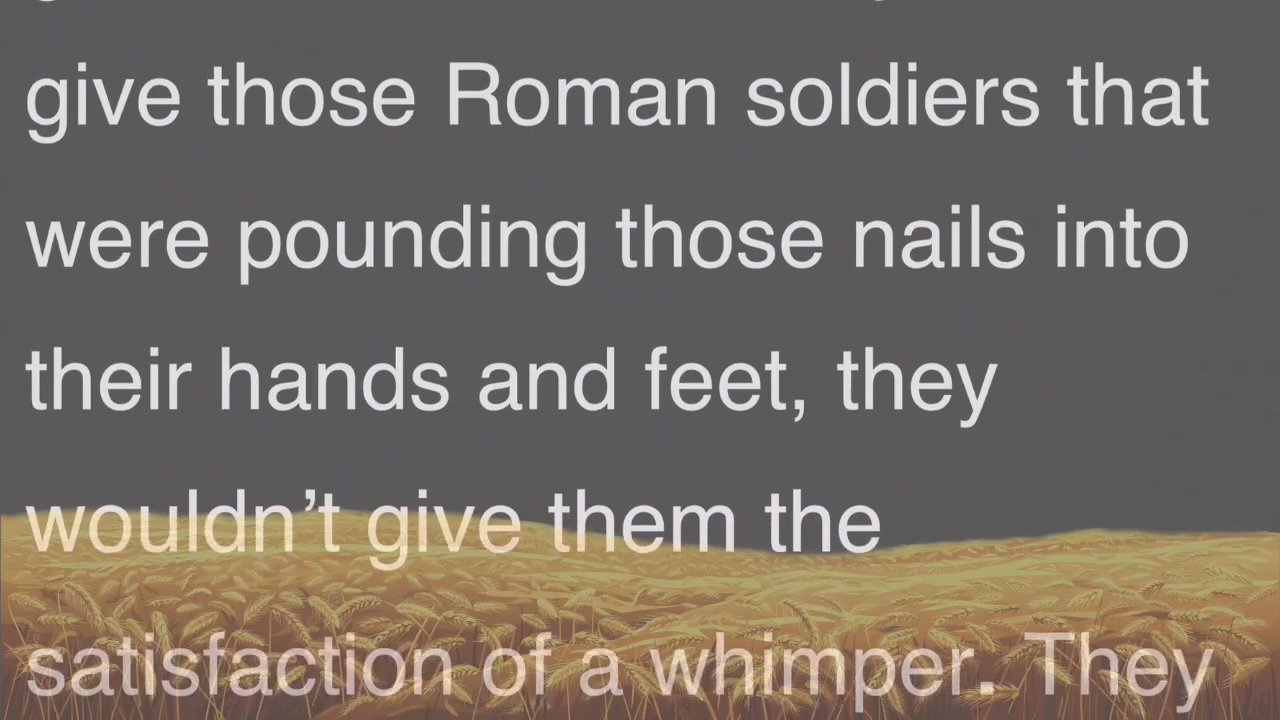 give those Roman soldiers that
were pounding those nails into
their hands and feet, they
wouldn’t give them the
satisfaction of a whimper. They